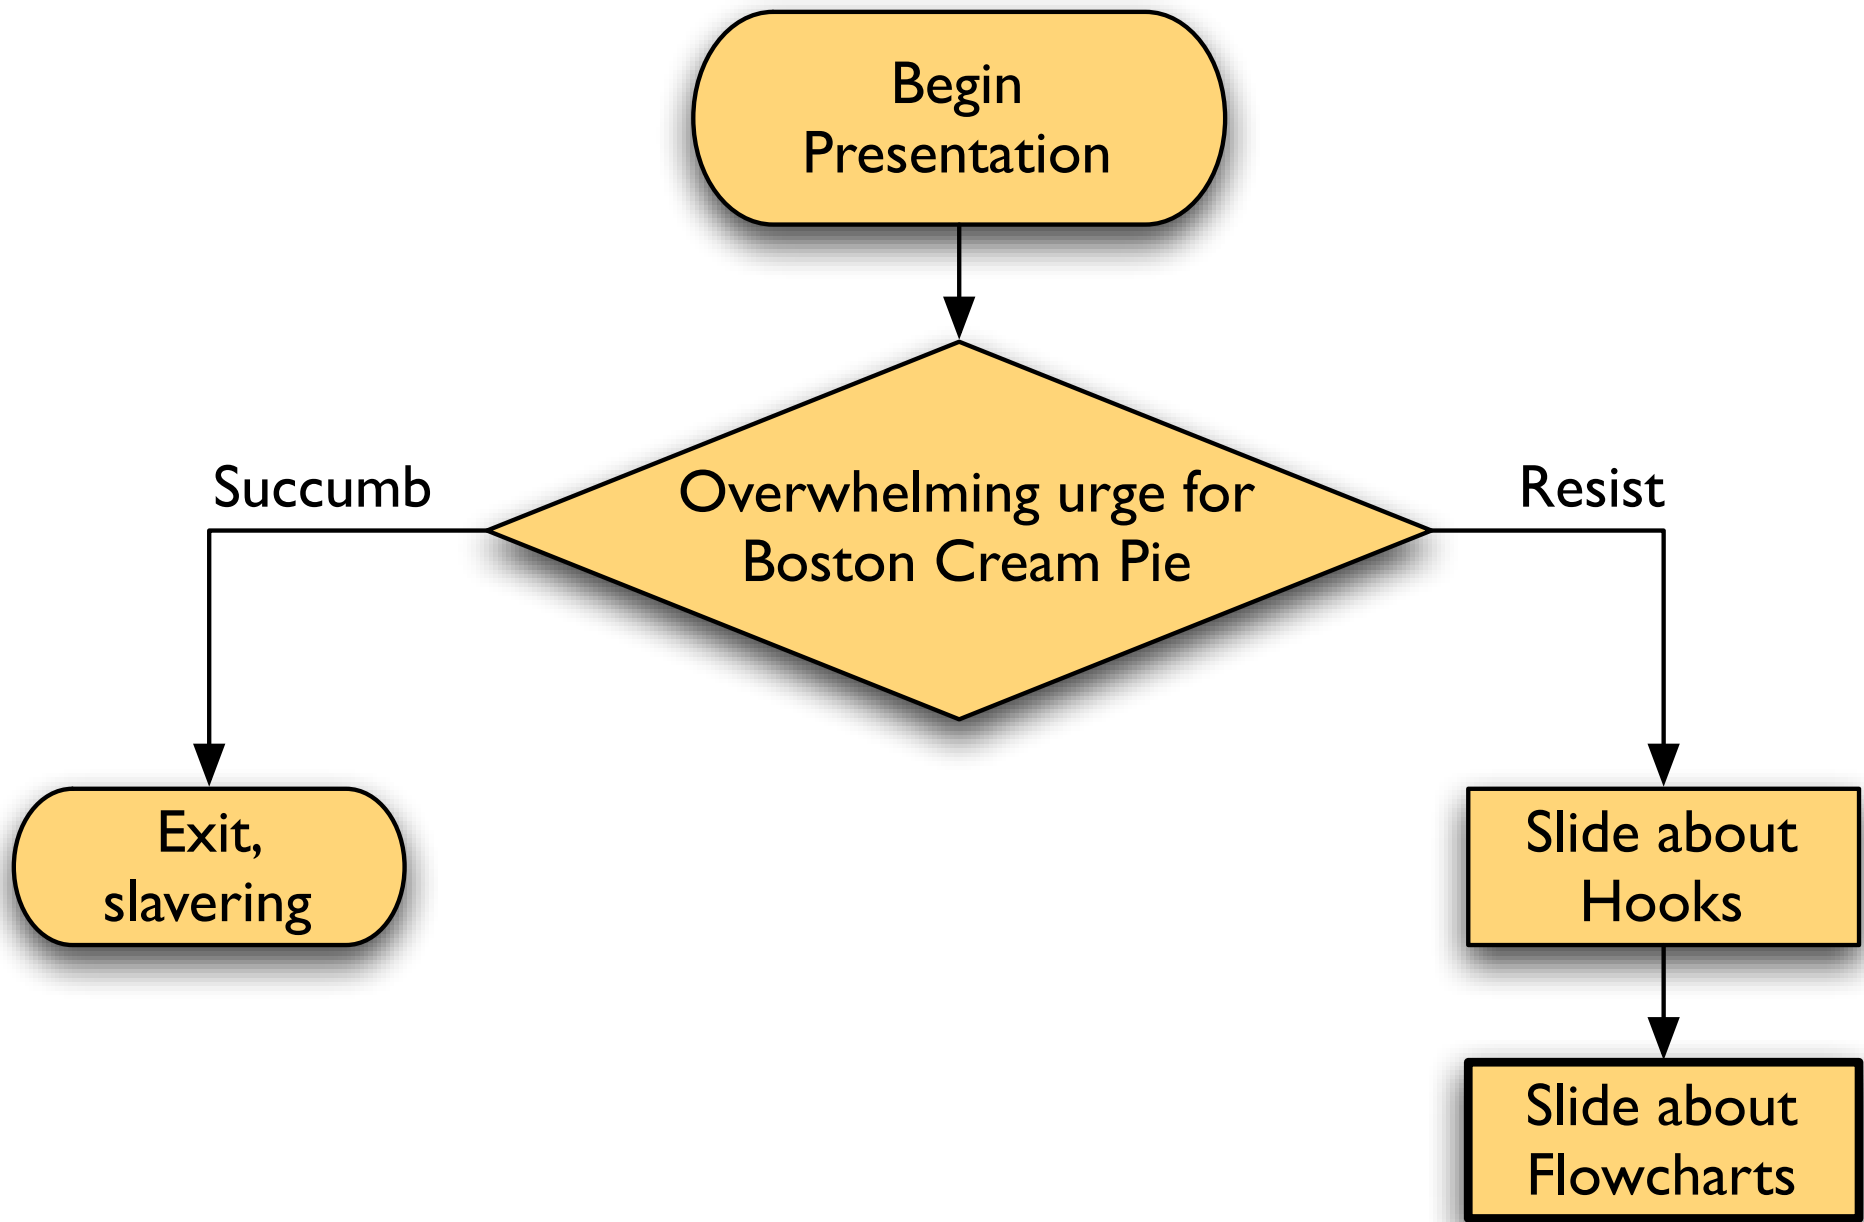 Begin
Presentation
Succumb
Overwhelming urge for
Boston Cream Pie
Resist
Exit,
slavering
Slide about
Hooks
Slide about
Flowcharts